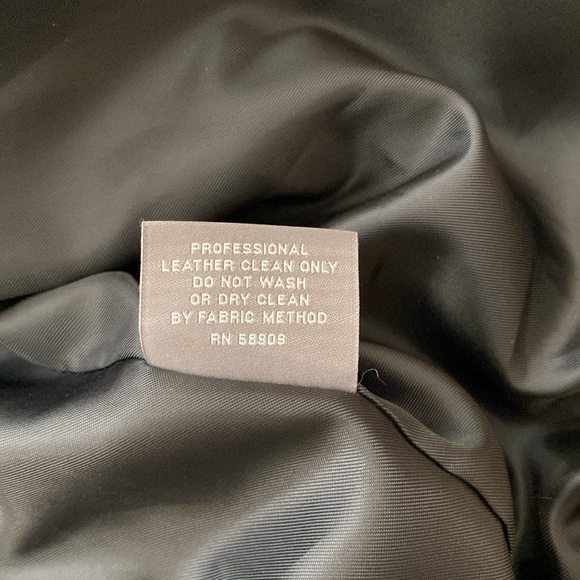 PROFESSIONAL
LEATHER CLEAN ONLY
DO NOT WASH
OR DRY CLEAN
BY FABRIC METHOD
RN 58909